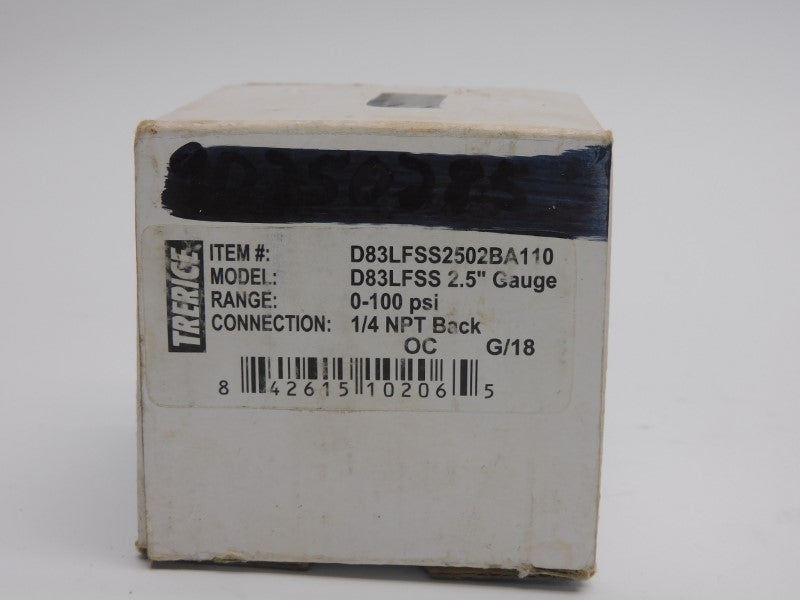 TRERICE
ITEM #: D83LFSS2502BA110
MODEL: D83LFSS 2.5" Gauge
RANGE: 0-100 psi
CONNECTION: 1/4 NPT Back
OC G/18
8 42615 10206 5